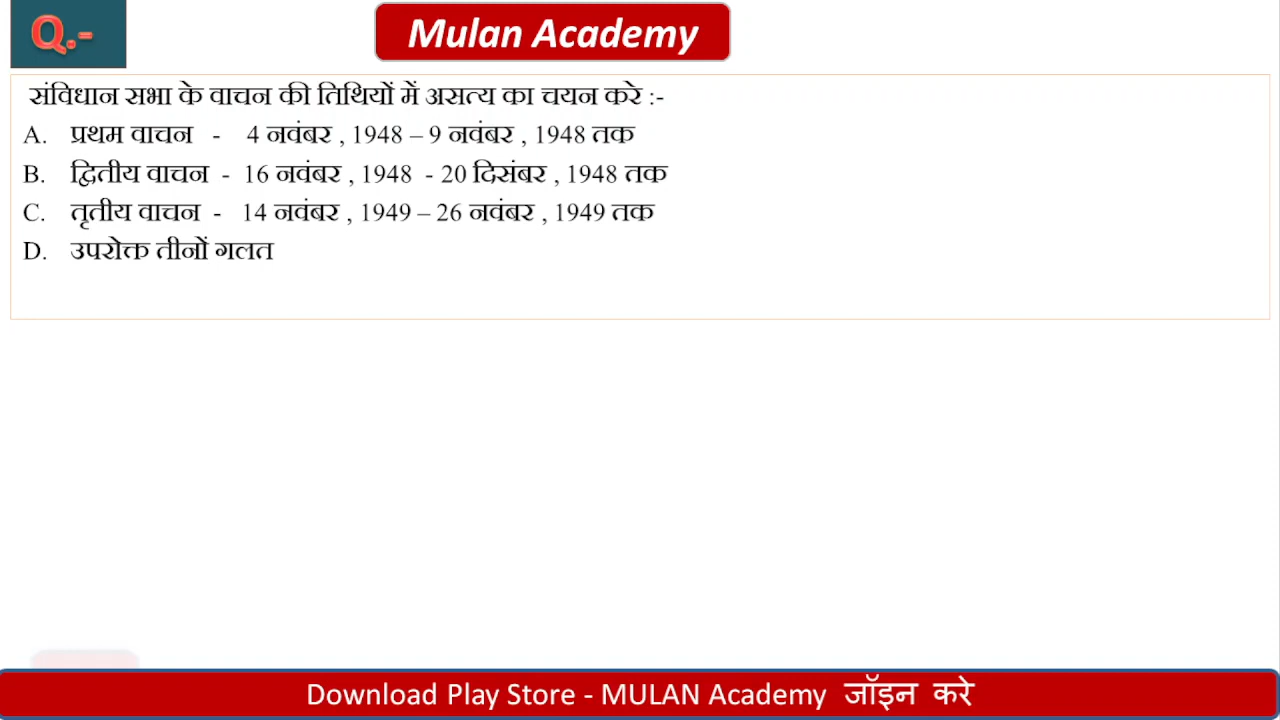 Q.-
Mulan Academy
संविधान सभा के वाचन की तिथियों में असत्य का चयन करे :-
A. प्रथम वाचन - 4 नवंबर , 1948 – 9 नवंबर , 1948 तक
B. द्वितीय वाचन - 16 नवंबर , 1948 - 20 दिसंबर , 1948 तक
C. तृतीय वाचन - 14 नवंबर , 1949 – 26 नवंबर , 1949 तक
D. उपरोक्त तीनों गलत
Download Play Store - MULAN Academy जॉइन करे